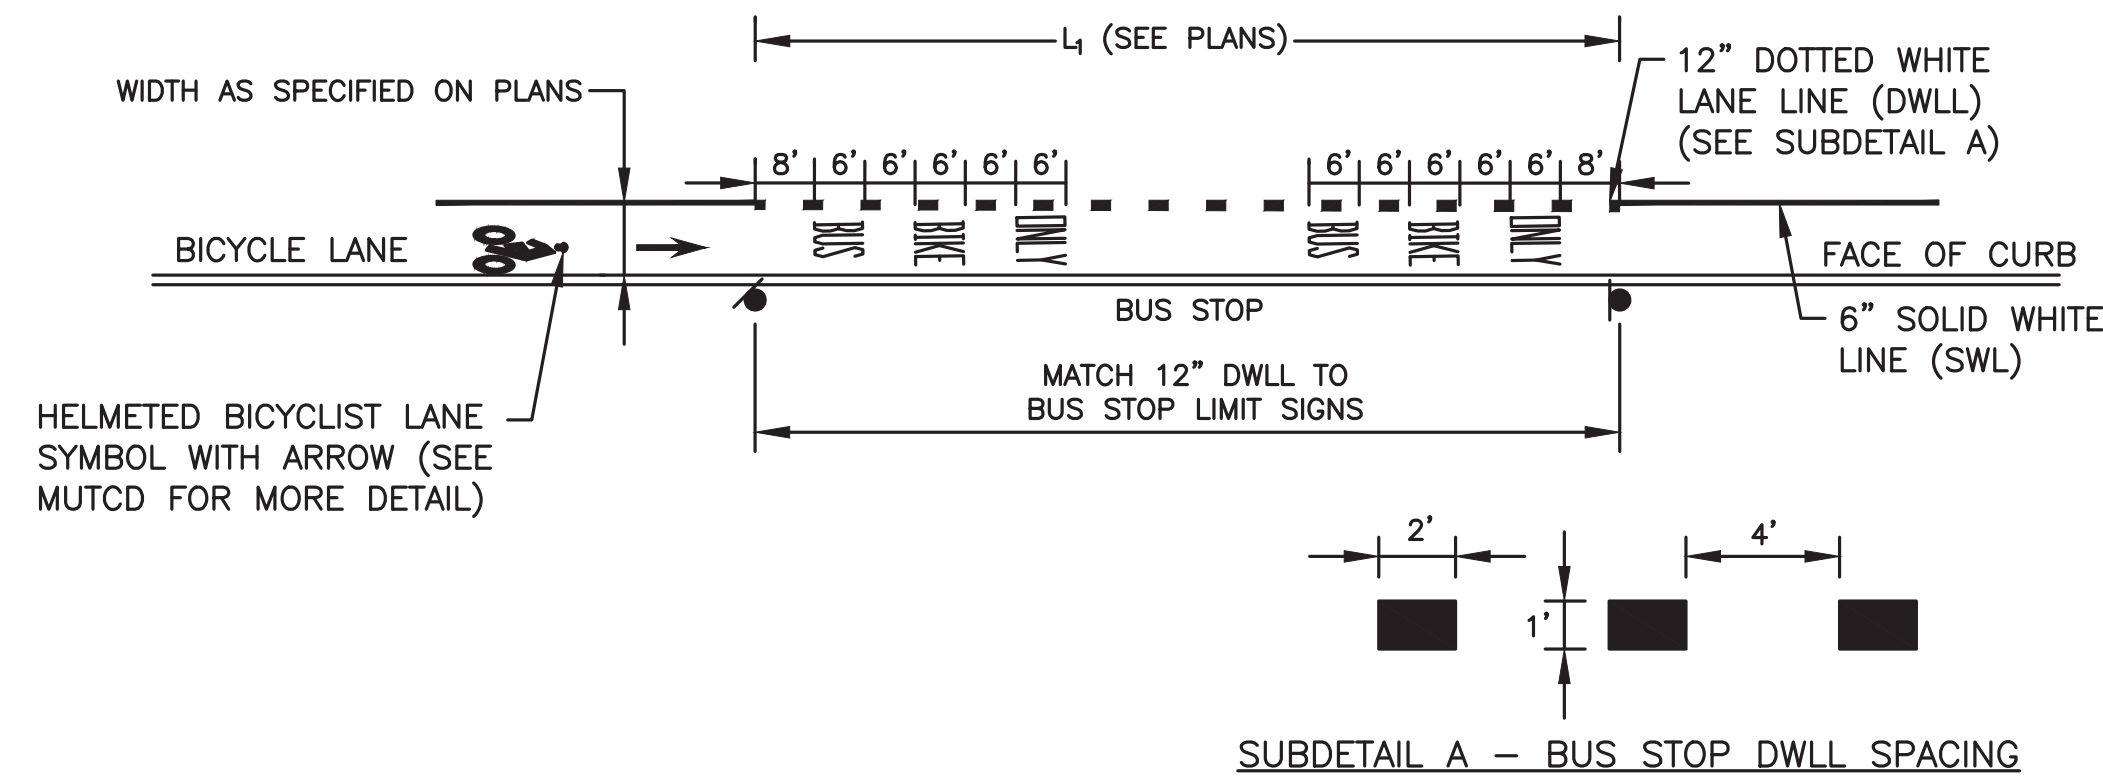 L1 (SEE PLANS)
WIDTH AS SPECIFIED ON PLANS
12” DOTTED WHITE
LANE LINE (DWLL)
(SEE SUBDETAIL A)
8’ 6’ 6’ 6’ 6’ 6’
6’ 6’ 6’ 6’ 6’ 8’
BICYCLE LANE
BUS BIKE ONLY
BUS BIKE ONLY
FACE OF CURB
BUS STOP
6” SOLID WHITE
LINE (SWL)
MATCH 12” DWLL TO
BUS STOP LIMIT SIGNS
HELMETED BICYCLIST LANE
SYMBOL WITH ARROW (SEE
MUTCD FOR MORE DETAIL)
2’ 4’
1’
SUBDETAIL A – BUS STOP DWLL SPACING